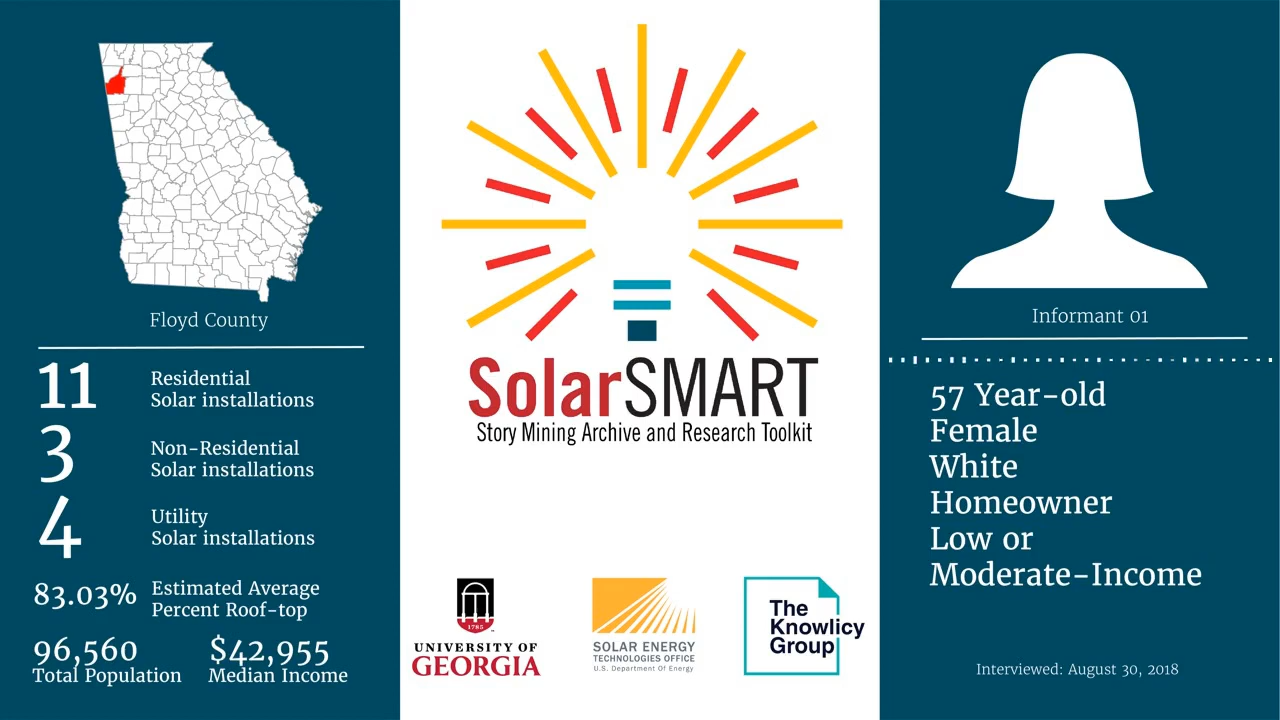 Floyd County
11
Residential
Solar installations
3
Non-Residential
Solar installations
4
Utility
Solar installations
83.03%
Estimated Average
Percent Roof-top
96,560
Total Population
$42,955
Median Income
SolarSMART
Story Mining Archive and Research Toolkit
1785
UNIVERSITY OF
GEORGIA
SOLAR ENERGY
TECHNOLOGIES OFFICE
U.S. Department Of Energy
The
Knowlicy
Group
Informant 01
57 Year-old
Female
White
Homeowner
Low or
Moderate-Income
Interviewed: August 30, 2018